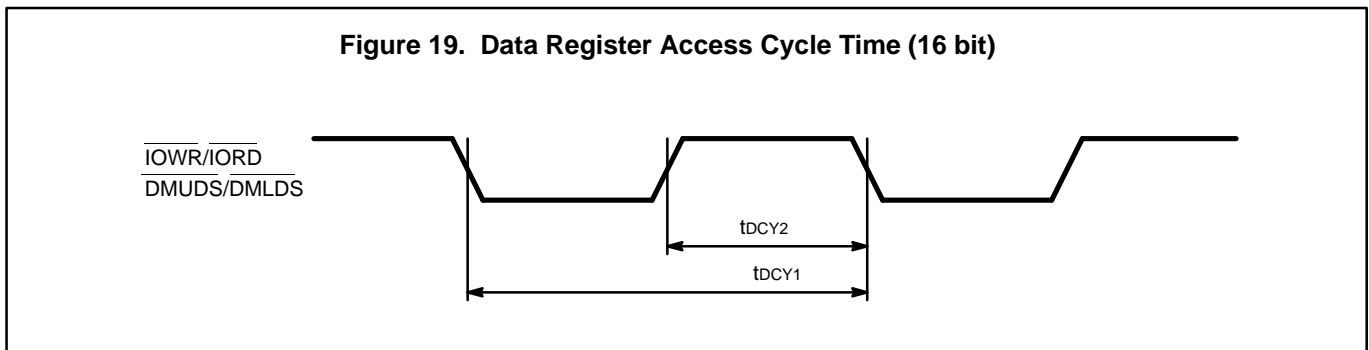 Figure 19. Data Register Access Cycle Time (16 bit)
IOWR/IORD
DMUDS/DMLDS
tDCY2
tDCY1